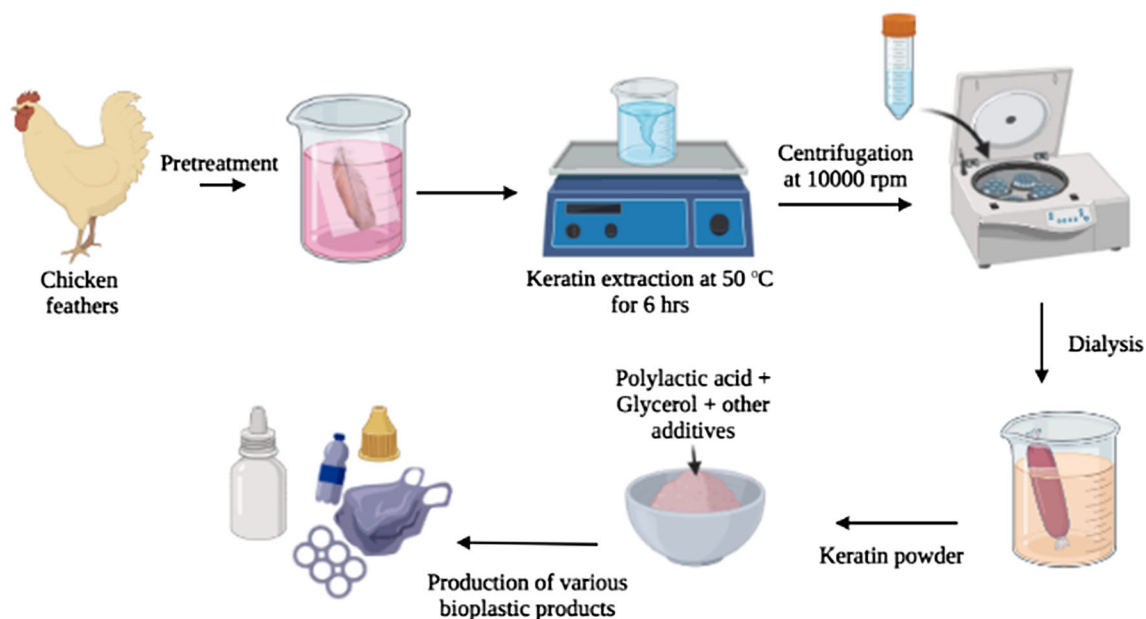 Chicken
feathers
Pretreatment
Keratin extraction at 50 °C
for 6 hrs
Centrifugation
at 10000 rpm
Dialysis
Keratin powder
Polylactic acid +
Glycerol + other
additives
Production of various
bioplastic products